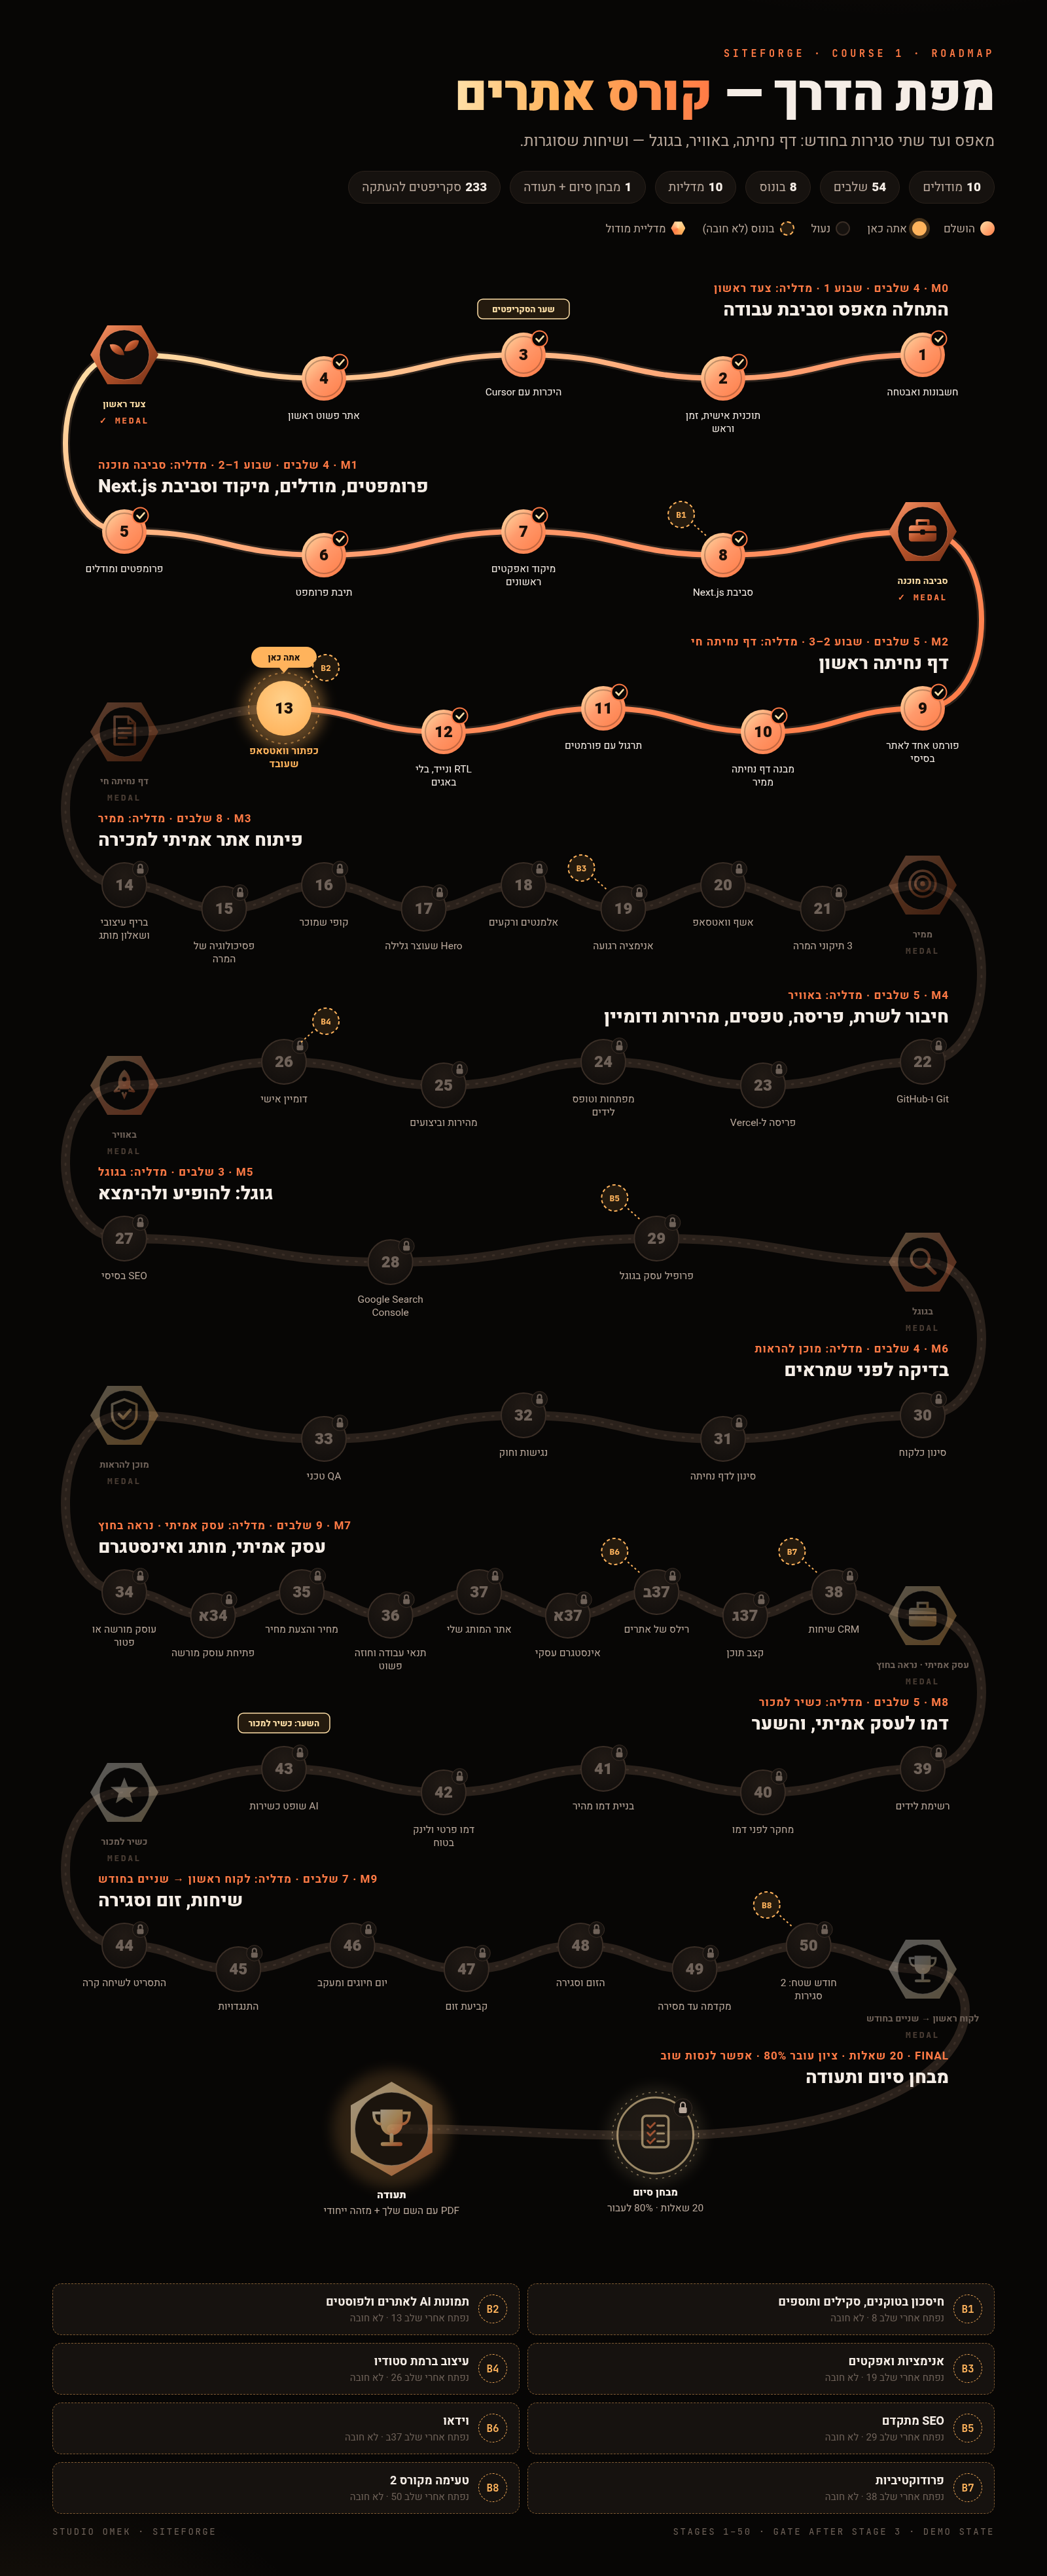 SITEFORGE · COURSE 1 · ROADMAP
מפת הדרך — קורס אתרים
מאפס ועד שתי סגירות בחודש: דף נחיתה, באוויר, בגוגל — ושיחות שסוגרות.
10 מודולים
54 שלבים
8 בונוס
10 מדליות
1 מבחן סיום + תעודה
233 סקריפטים להעתקה
הושלם
אתה כאן
נעול
בונוס (לא חובה)
מדליית מודול
M0 · 4 שלבים · שבוע 1 · מדליה: צעד ראשון
התחלה מאפס וסביבת עבודה
שער הסקריפטים
1
חשבונות ואבטחה
2
תוכנית אישית, זמן
וראש
3
היכרות עם Cursor
4
אתר פשוט ראשון
צעד ראשון
✓ MEDAL
M1 · 4 שלבים · שבוע 1–2 · מדליה: סביבה מוכנה
פרומפטים, מודלים, מיקוד וסביבת Next.js
5
פרומפטים ומודלים
6
תיבת פרומפט
7
מיקוד ואפקטים
ראשונים
B1
8
סביבת Next.js
סביבה מוכנה
✓ MEDAL
M2 · 5 שלבים · שבוע 2–3 · מדליה: דף נחיתה חי
דף נחיתה ראשון
9
פורמט אחד לאתר
בסיסי
10
מבנה דף נחיתה
ממיר
11
תרגול עם פורמטים
12
RTL ונייד, בלי
באגים
אתה כאן
B2
13
כפתור וואטסאפ
שעובד
דף נחיתה חי
MEDAL
M3 · 8 שלבים · מדליה: ממיר
פיתוח אתר אמיתי למכירה
14
בריף עיצובי
ושאלון מותג
15
פסיכולוגיה של
המרה
16
קופי שמוכר
17
Hero שעוצר גלילה
18
אלמנטים ורקעים
B3
19
אנימציה רגועה
20
אשף וואטסאפ
21
3 תיקוני המרה
ממיר
MEDAL
M4 · 5 שלבים · מדליה: באוויר
חיבור לשרת, פריסה, טפסים, מהירות ודומיין
22
Git ו-GitHub
23
פריסה ל-Vercel
24
מפתחות וטופס
לידים
25
מהירות וביצועים
B4
26
דומיין אישי
באוויר
MEDAL
M5 · 3 שלבים · מדליה: בגוגל
גוגל: להופיע ולהימצא
27
SEO בסיסי
28
Google Search
Console
B5
29
פרופיל עסק בגוגל
בגוגל
MEDAL
M6 · 4 שלבים · מדליה: מוכן להראות
בדיקה לפני שמראים
30
סינון כלקוח
31
סינון לדף נחיתה
32
נגישות וחוק
33
QA טכני
מוכן להראות
MEDAL
M7 · 9 שלבים · מדליה: עסק אמיתי · נראה בחוץ
עסק אמיתי, מותג ואינסטגרם
34
עוסק מורשה או
פטור
34א
פתיחת עוסק מורשה
35
מחיר והצעת מחיר
36
תנאי עבודה וחוזה
פשוט
37
אתר המותג שלי
37א
אינסטגרם עסקי
B6
37ב
רילס של אתרים
37ג
קצב תוכן
B7
38
CRM שיחות
עסק אמיתי · נראה בחוץ
MEDAL
M8 · 5 שלבים · מדליה: כשיר למכור
דמו לעסק אמיתי, והשער
השער: כשיר למכור
39
רשימת לידים
40
מחקר לפני דמו
41
בניית דמו מהיר
42
דמו פרטי ולינק
בטוח
43
AI שופט כשירות
כשיר למכור
MEDAL
M9 · 7 שלבים · מדליה: לקוח ראשון → שניים בחודש
שיחות, זום וסגירה
44
התסריט לשיחה קרה
45
התנגדויות
46
יום חיוגים ומעקב
47
קביעת זום
48
הזום וסגירה
49
מקדמה עד מסירה
B8
50
חודש שטח: 2
סגירות
לקוח ראשון → שניים בחודש
MEDAL
FINAL · 20 שאלות · ציון עובר 80% · אפשר לנסות שוב
מבחן סיום ותעודה
מבחן סיום
20 שאלות · 80% לעבור
תעודה
PDF עם השם שלך + מזהה ייחודי
B1
חיסכון בטוקנים, סקילים ותוספים
נפתח אחרי שלב 8 · לא חובה
B2
תמונות AI לאתרים ולפוסטים
נפתח אחרי שלב 13 · לא חובה
B3
אנימציות ואפקטים
נפתח אחרי שלב 19 · לא חובה
B4
עיצוב ברמת סטודיו
נפתח אחרי שלב 26 · לא חובה
B5
SEO מתקדם
נפתח אחרי שלב 29 · לא חובה
B6
וידאו
נפתח אחרי שלב 37ב · לא חובה
B7
פרודוקטיביות
נפתח אחרי שלב 38 · לא חובה
B8
טעימה מקורס 2
נפתח אחרי שלב 50 · לא חובה
STAGES 1–50 · GATE AFTER STAGE 3 · DEMO STATE
STUDIO OMEK · SITEFORGE